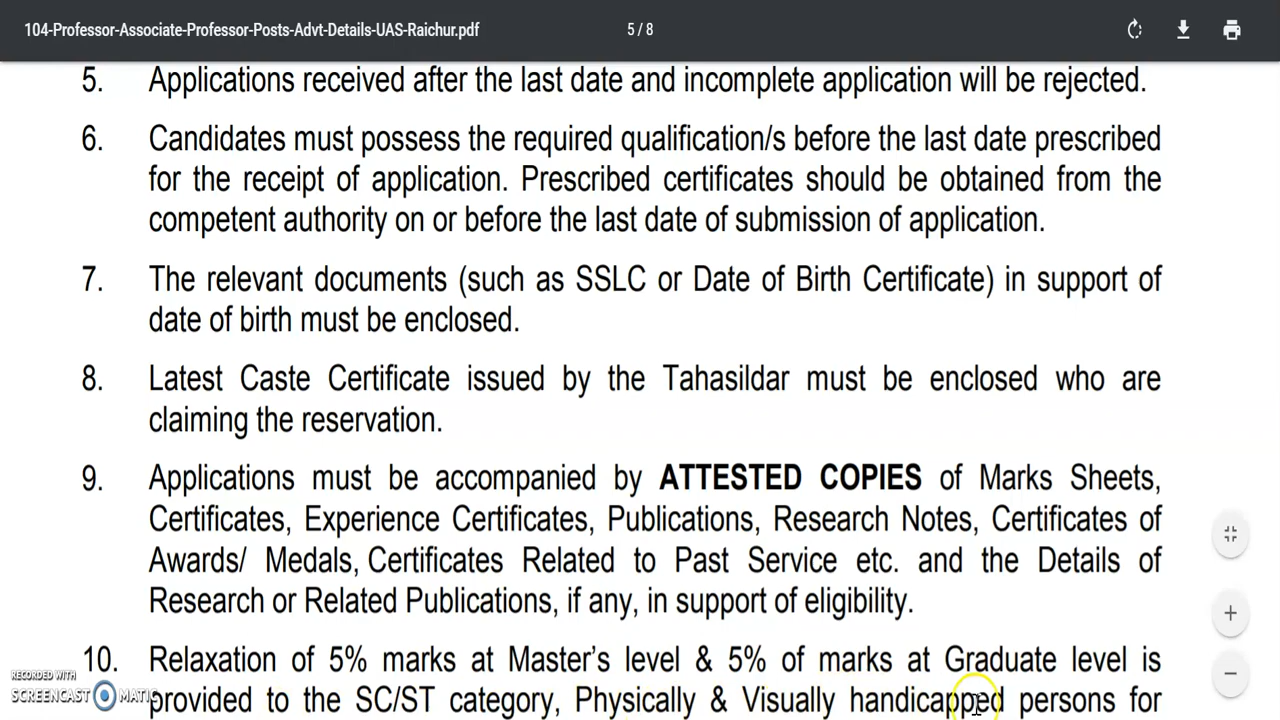 104-Professor-Associate-Professor-Posts-Advt-Details-UAS-Raichur.pdf 5 / 8
5. Applications received after the last date and incomplete application will be rejected.
6. Candidates must possess the required qualification/s before the last date prescribed
for the receipt of application. Prescribed certificates should be obtained from the
competent authority on or before the last date of submission of application.
7. The relevant documents (such as SSLC or Date of Birth Certificate) in support of
date of birth must be enclosed.
8. Latest Caste Certificate issued by the Tahasildar must be enclosed who are
claiming the reservation.
9. Applications must be accompanied by ATTESTED COPIES of Marks Sheets,
Certificates, Experience Certificates, Publications, Research Notes, Certificates of
Awards/ Medals, Certificates Related to Past Service etc. and the Details of
Research or Related Publications, if any, in support of eligibility.
10. Relaxation of 5% marks at Master's level & 5% of marks at Graduate level is
provided to the SC/ST category, Physically & Visually handicapped persons for
RECORDED WITH
SCREENCAST MATIC